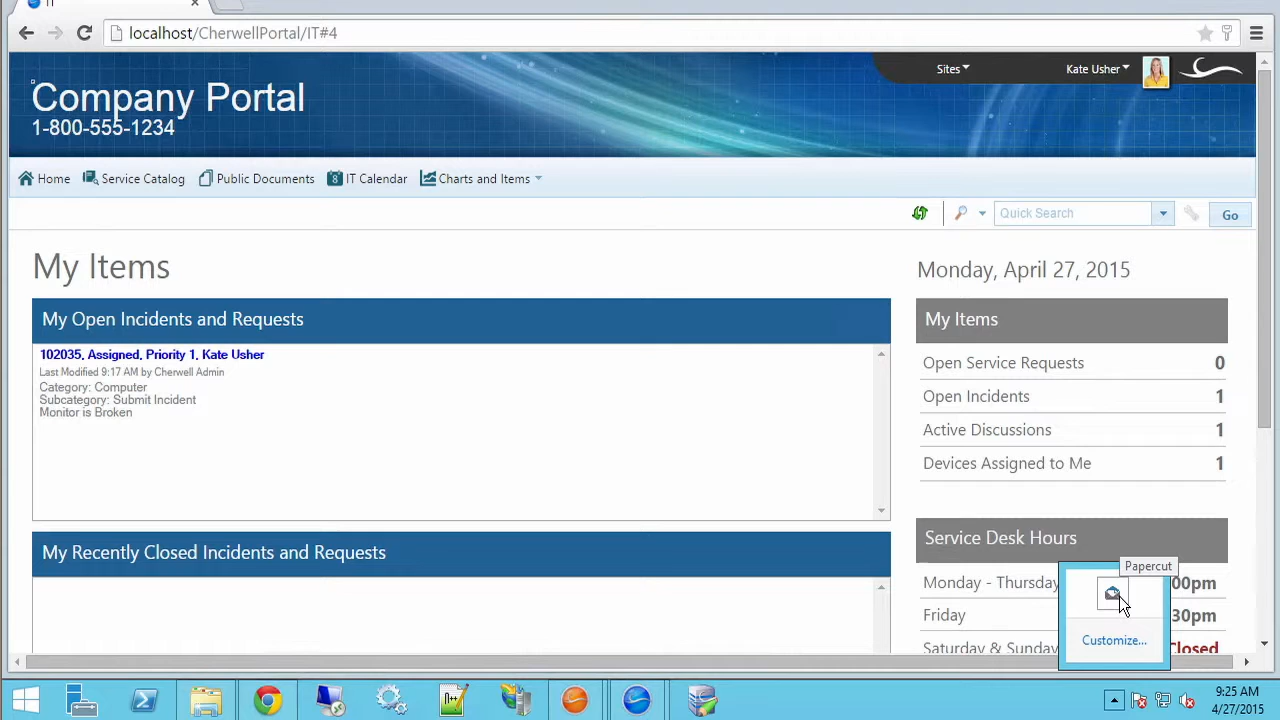 IT
localhost/CherwellPortal/IT#4
Sites
Kate Usher
Company Portal
1-800-555-1234
Home
Service Catalog
Public Documents
8
IT Calendar
Charts and Items
Quick Search
Go
My Items
Monday, April 27, 2015
My Open Incidents and Requests
102035, Assigned, Priority 1, Kate Usher
Last Modified 9:17 AM by Cherwell Admin
Category: Computer
Subcategory: Submit Incident
Monitor is Broken
My Recently Closed Incidents and Requests
My Items
Open Service Requests 0
Open Incidents 1
Active Discussions 1
Devices Assigned to Me 1
Service Desk Hours
Papercut
Monday - Thursday 00pm
Friday 30pm
Customize...
Saturday & Sunday Closed
9:25 AM
4/27/2015